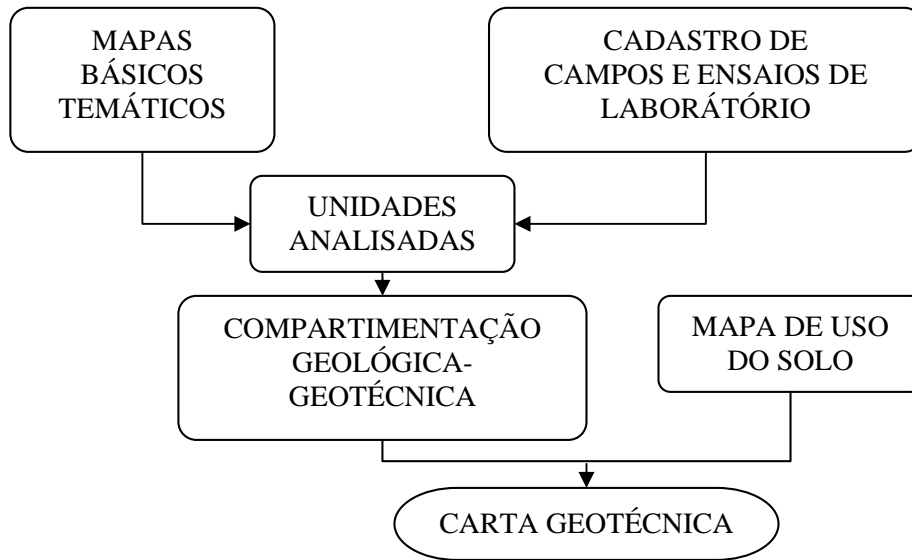 MAPAS
BÁSICOS
TEMÁTICOS
CADASTRO DE
CAMPOS E ENSAIOS DE
LABORÁTÓRIO
UNIDADES
ANALISADAS
COMPARTIMENTAÇÃO
GEOLÓGICA-
GEOTÉCNICA
MAPA DE USO
DO SOLO
CARTA GEOTÉCNICA